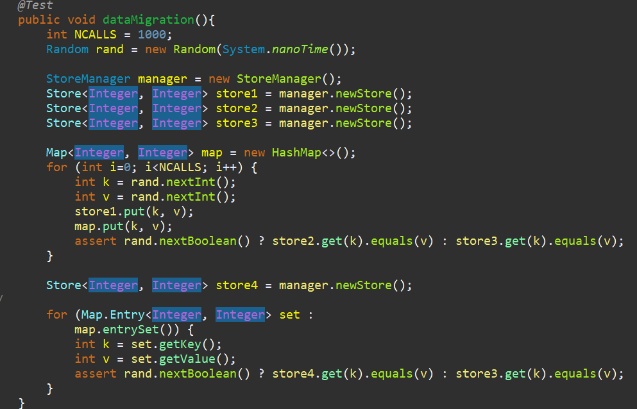 @Test
public void dataMigration(){
int NCALLS = 1000;
Random rand = new Random(System.nanoTime());
StoreManager manager = new StoreManager();
Store<Integer, Integer> store1 = manager.newStore();
Store<Integer, Integer> store2 = manager.newStore();
Store<Integer, Integer> store3 = manager.newStore();
Map<Integer, Integer> map = new HashMap<>();
for (int i=0; i<NCALLS; i++) {
int k = rand.nextInt();
int v = rand.nextInt();
store1.put(k, v);
map.put(k, v);
assert rand.nextBoolean() ? store2.get(k).equals(v) : store3.get(k).equals(v);
}
Store<Integer, Integer> store4 = manager.newStore();
for (Map.Entry<Integer, Integer> set :
map.entrySet()) {
int k = set.getKey();
int v = set.getValue();
assert rand.nextBoolean() ? store4.get(k).equals(v) : store3.get(k).equals(v);
}
}